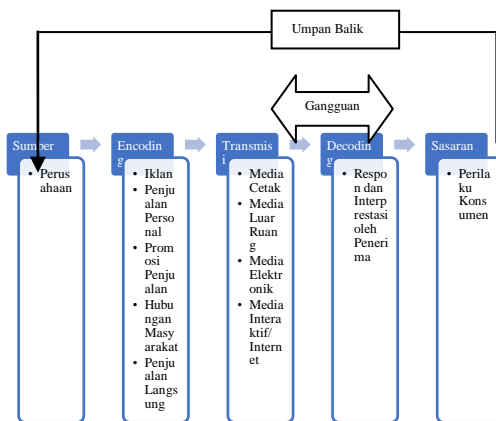 Umpan Balik
Gangguan
Sumber
• Perus
ahaan
Encodin
g
• Iklan
• Penju
alan
Perso
nal
• Prom
osi
Penju
alan
• Hubu
ngan
Masy
arakat
• Penju
alan
Langs
ung
Transmis
i
• Media
Cetak
• Media
Luar
Ruan
g
• Media
Elektr
onik
• Media
Intera
ktif/
Intern
et
Decodin
g
• Respo
n dan
Interp
restasi
oleh
Peneri
ma
Sasaran
• Perila
ku
Kons
umen